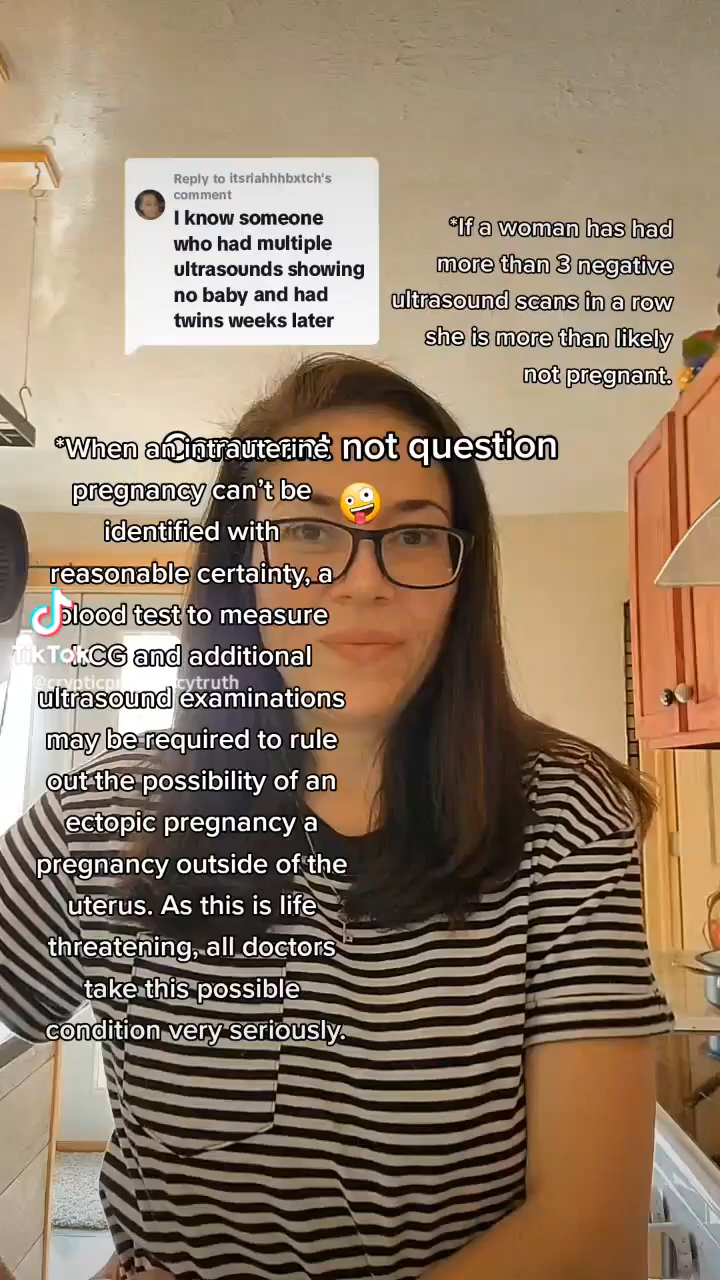 Reply to itsriahhhbxtch's
comment
I know someone
who had multiple
ultrasounds showing
no baby and had
twins weeks later
*If a woman has had
more than 3 negative
ultrasound scans in a row
she is more than likely
not pregnant.
not question
*When an intrauterine
pregnancy can't be
identified with
reasonable certainty, a
blood test to measure
hCG and additional
ultrasound examinations
may be required to rule
out the possibility of an
ectopic pregnancy a
pregnancy outside of the
uterus. As this is life
threatening, all doctors
take this possible
condition very seriously.
TikTok